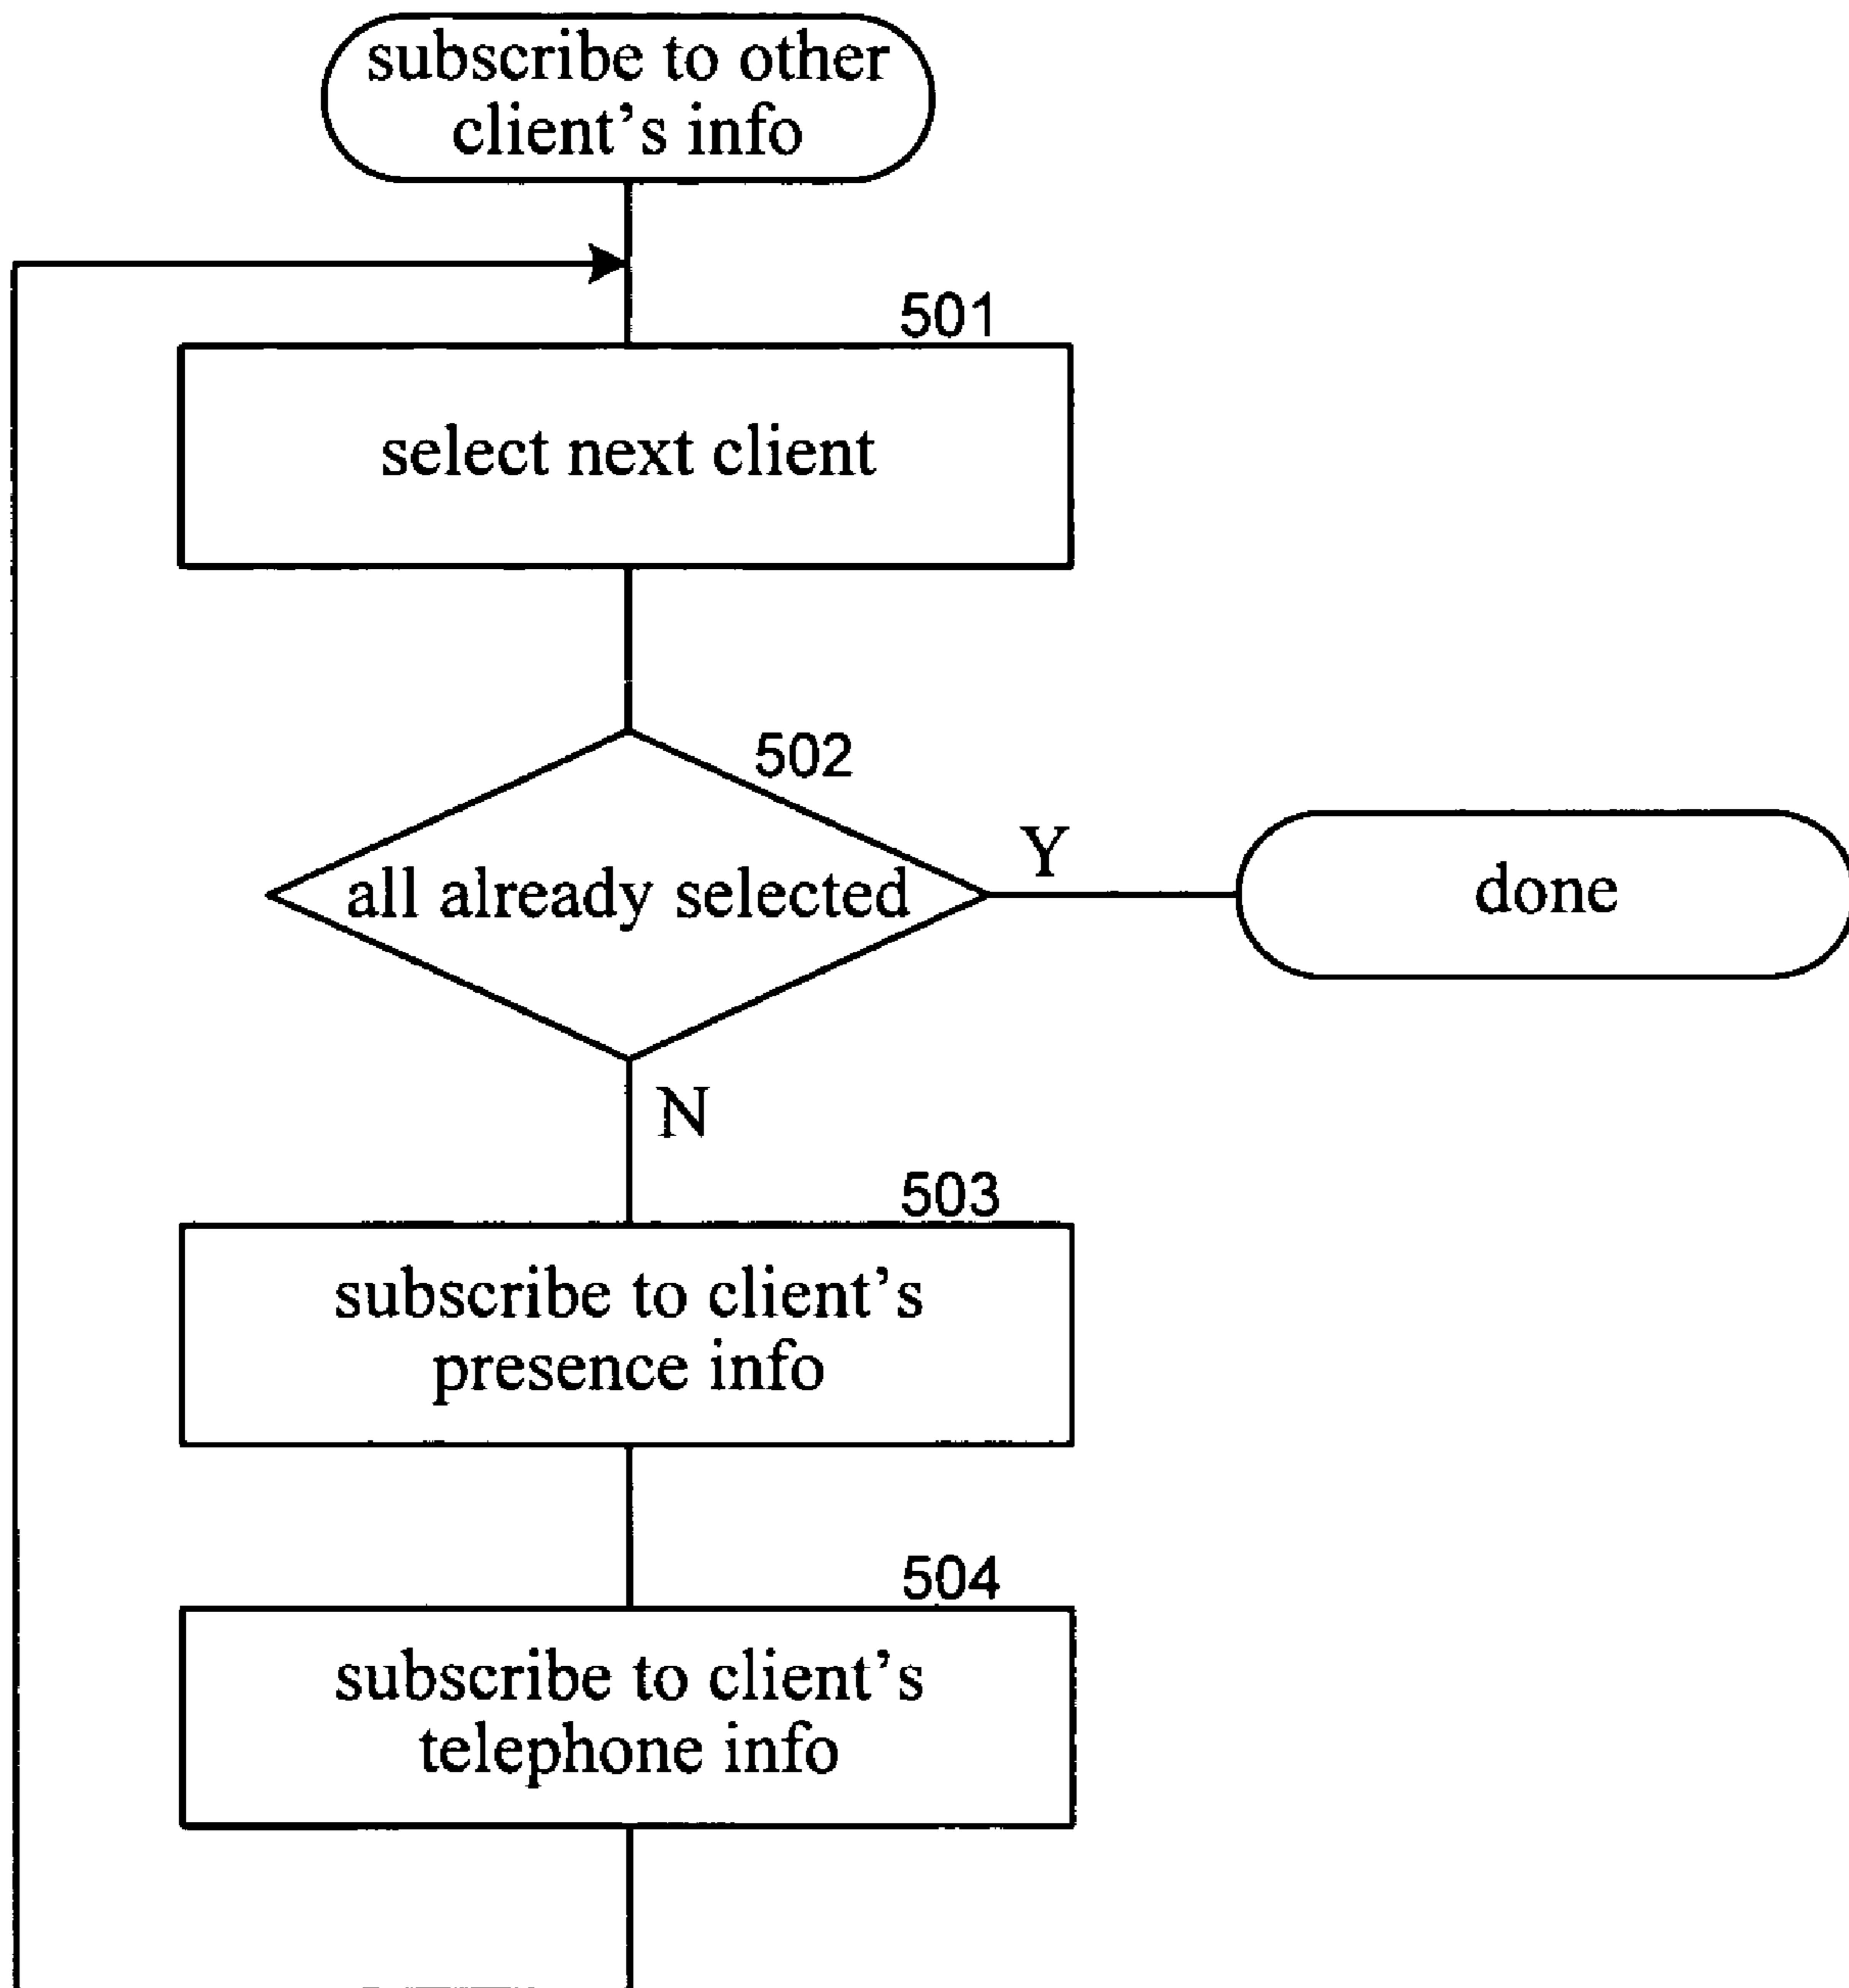 subscribe to other
client's info
501
select next client
502
all already selected
Y
done
N
503
subscribe to client's
presence info
504
subscribe to client's
telephone info